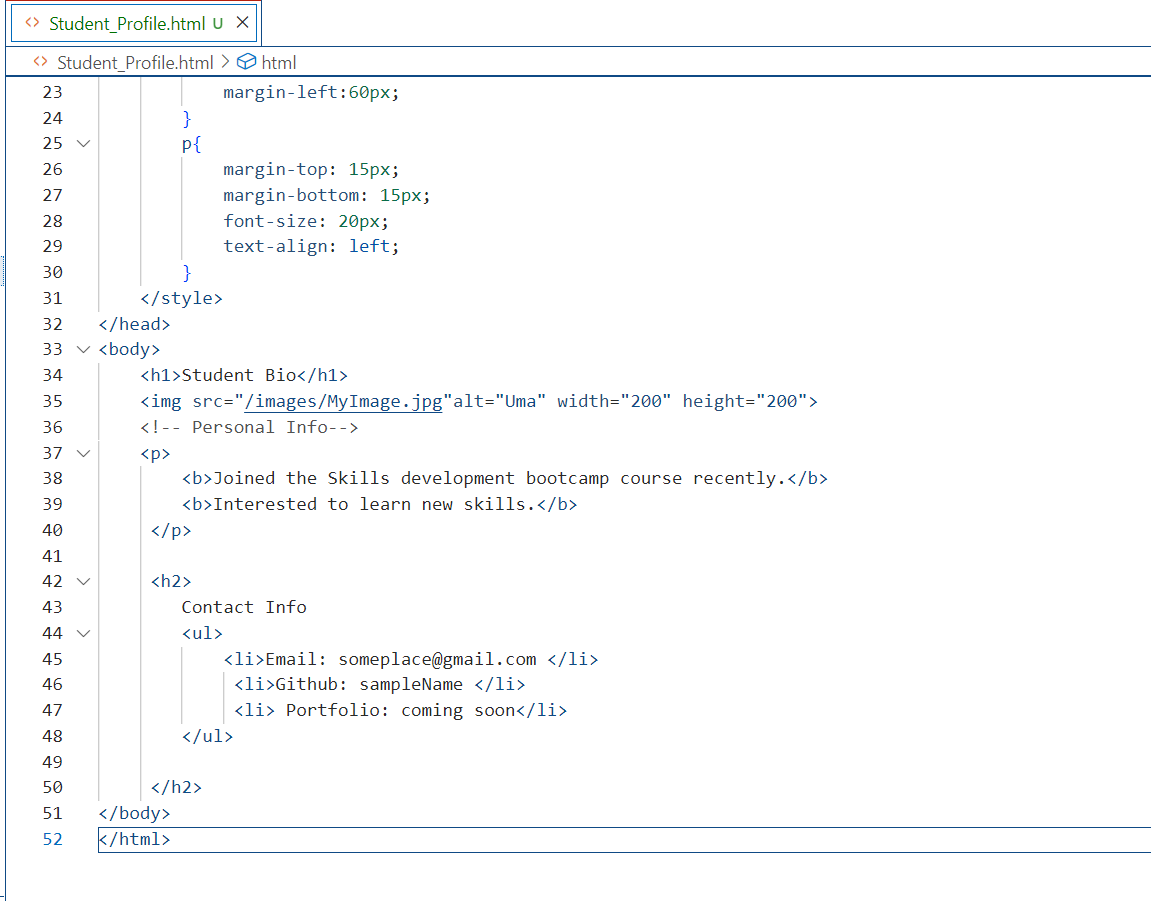 Student_Profile.html U
Student_Profile.html > html
23 margin-left:60px;
24 }
25 p{
26 margin-top: 15px;
27 margin-bottom: 15px;
28 font-size: 20px;
29 text-align: left;
30 }
31 </style>
32 </head>
33 <body>
34 <h1>Student Bio</h1>
35 <img src="/images/MyImage.jpg"alt="Uma" width="200" height="200">
36 <!-- Personal Info-->
37 <p>
38 <b>Joined the Skills development bootcamp course recently.</b>
39 <b>Interested to learn new skills.</b>
40 </p>
41
42 <h2>
43 Contact Info
44 <ul>
45 <li>Email: someplace@gmail.com </li>
46 <li>Github: sampleName </li>
47 <li> Portfolio: coming soon</li>
48 </ul>
49
50 </h2>
51 </body>
52 </html>